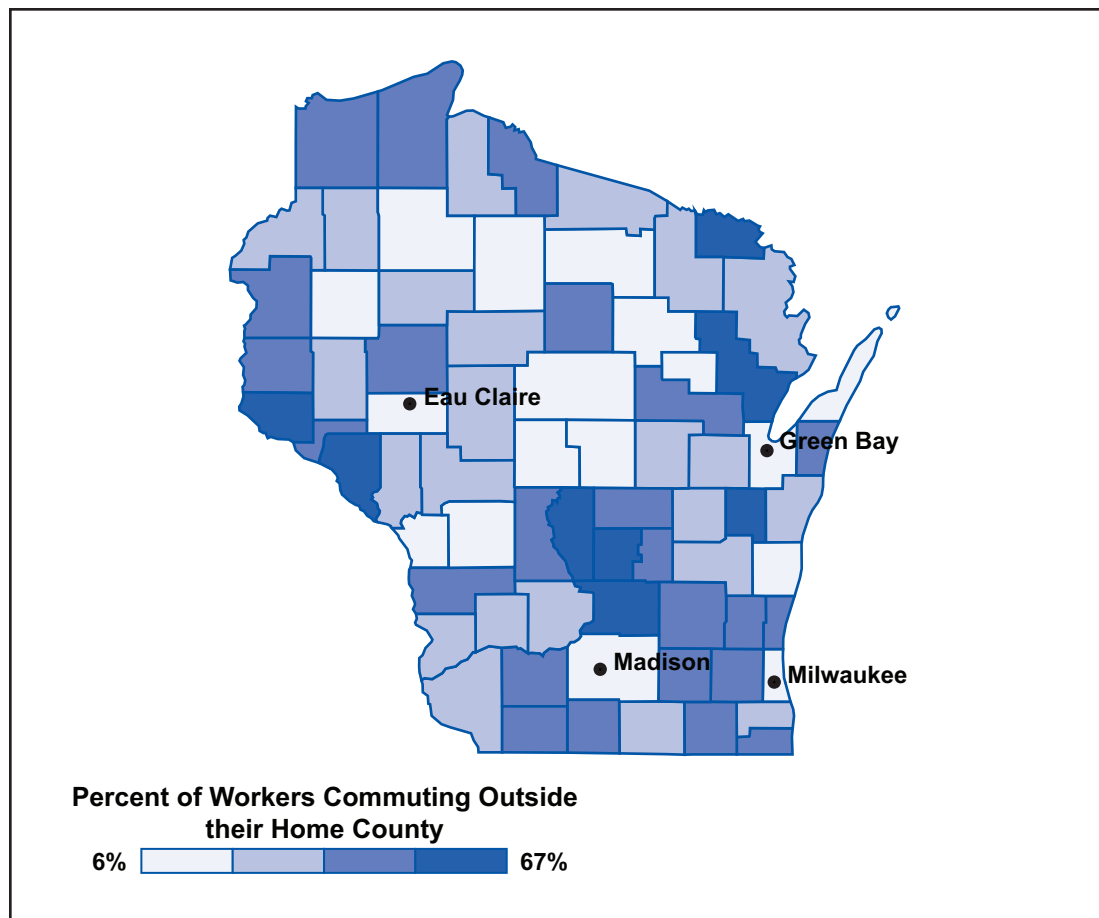 Eau Claire
Green Bay
Madison
Milwaukee
Percent of Workers Commuting Outside
their Home County
6%
67%